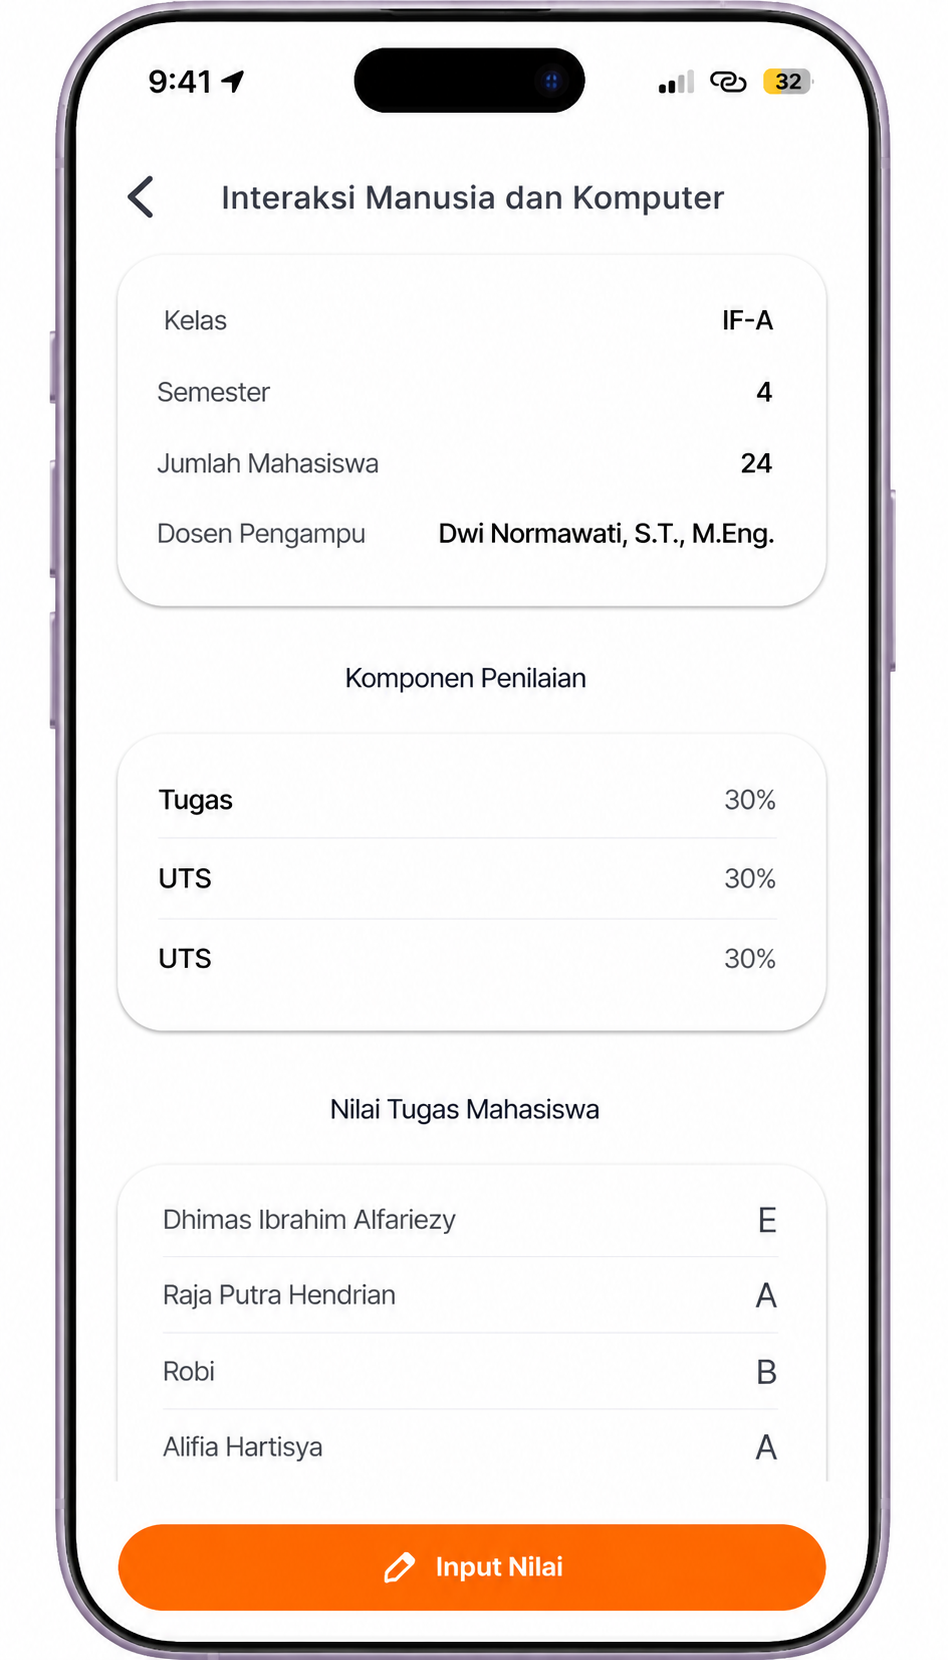 9:41
32
Interaksi Manusia dan Komputer
Kelas IF-A
Semester 4
Jumlah Mahasiswa 24
Dosen Pengampu Dwi Normawati, S.T., M.Eng.
Komponen Penilaian
Tugas 30%
UTS 30%
UTS 30%
Nilai Tugas Mahasiswa
Dhimas Ibrahim Alfariezy E
Raja Putra Hendrian A
Robi B
Alifia Hartisya A
Input Nilai